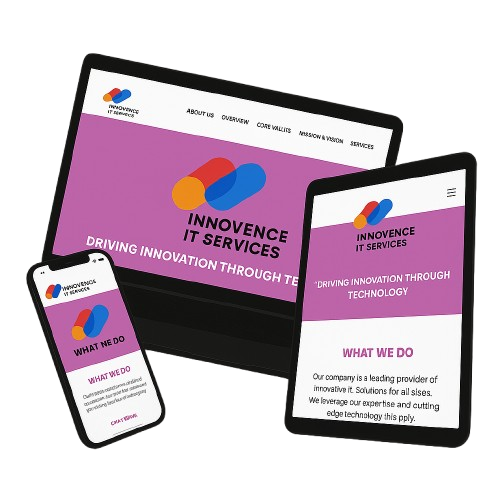 INNOVENCE
IT SERVICES
ABOUT US OVERVIEW CORE VALLITS MISSION & VISION SERVICES
INNOVENCE
IT SERVICES
DRIVING INNOVATION THROUGH TE
INNOVENCE
IT SERVICES
"DRIVING INNOVATION THROUGH
TECHNOLOGY
WHAT WE DO
Our company is a leading provider of
innovative it. Solutions for all sises.
We leverage our expertise and cutting
edge technology this pply.
INNOVENCE
IT SERVICES
WHAT NE DO
WHAT WE DO